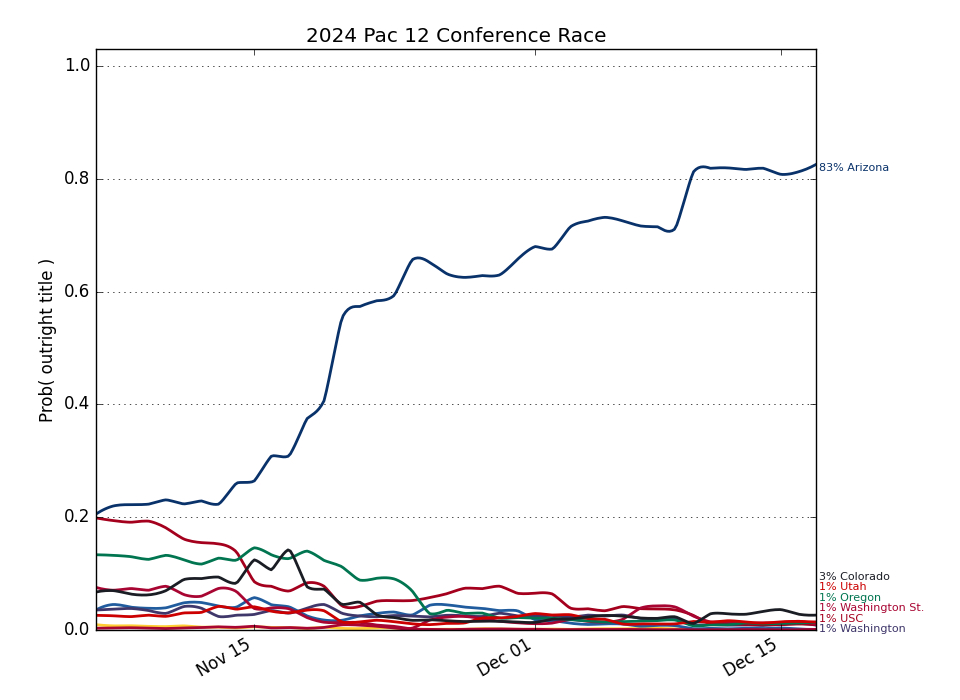 2024 Pac 12 Conference Race
1.0
0.8
0.6
0.4
0.2
0.0
Prob( outright title )
Nov 15
Dec 01
Dec 15
83% Arizona
3% Colorado
1% Utah
1% Oregon
1% Washington St.
1% USC
1% Washington